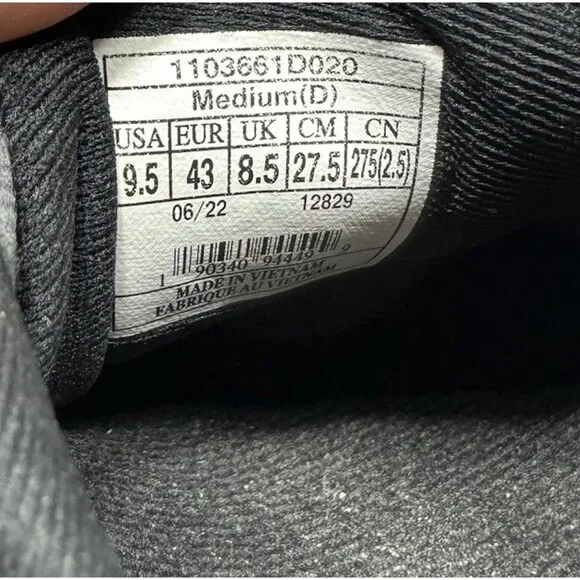 1103661D020
Medium(D)
USA EUR UK CM CN
9.5 43 8.5 27.5 275(2.5)
06/22 12829
1 90340 94449 9
MADE IN VIETNAM
FABRIQUE AU VIETNAM